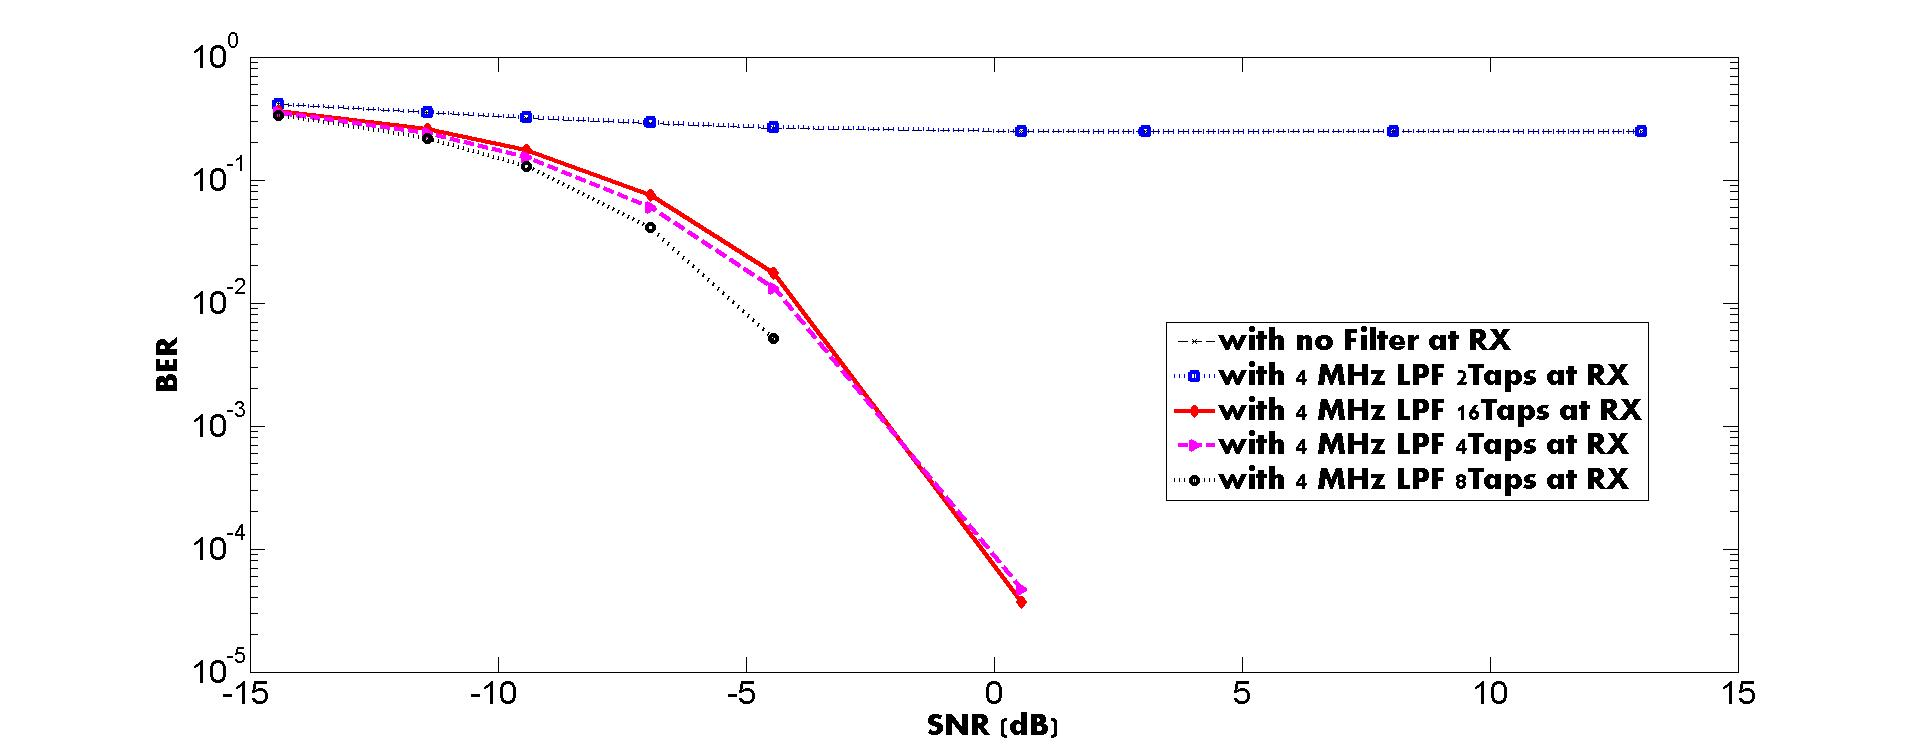 10^0
10^-1
10^-2
10^-3
10^-4
10^-5
BER
-15 -10 -5 0 5 10 15
SNR (dB)
with no Filter at RX
with 4 MHz LPF 2Taps at RX
with 4 MHz LPF 16Taps at RX
with 4 MHz LPF 4Taps at RX
with 4 MHz LPF 8Taps at RX